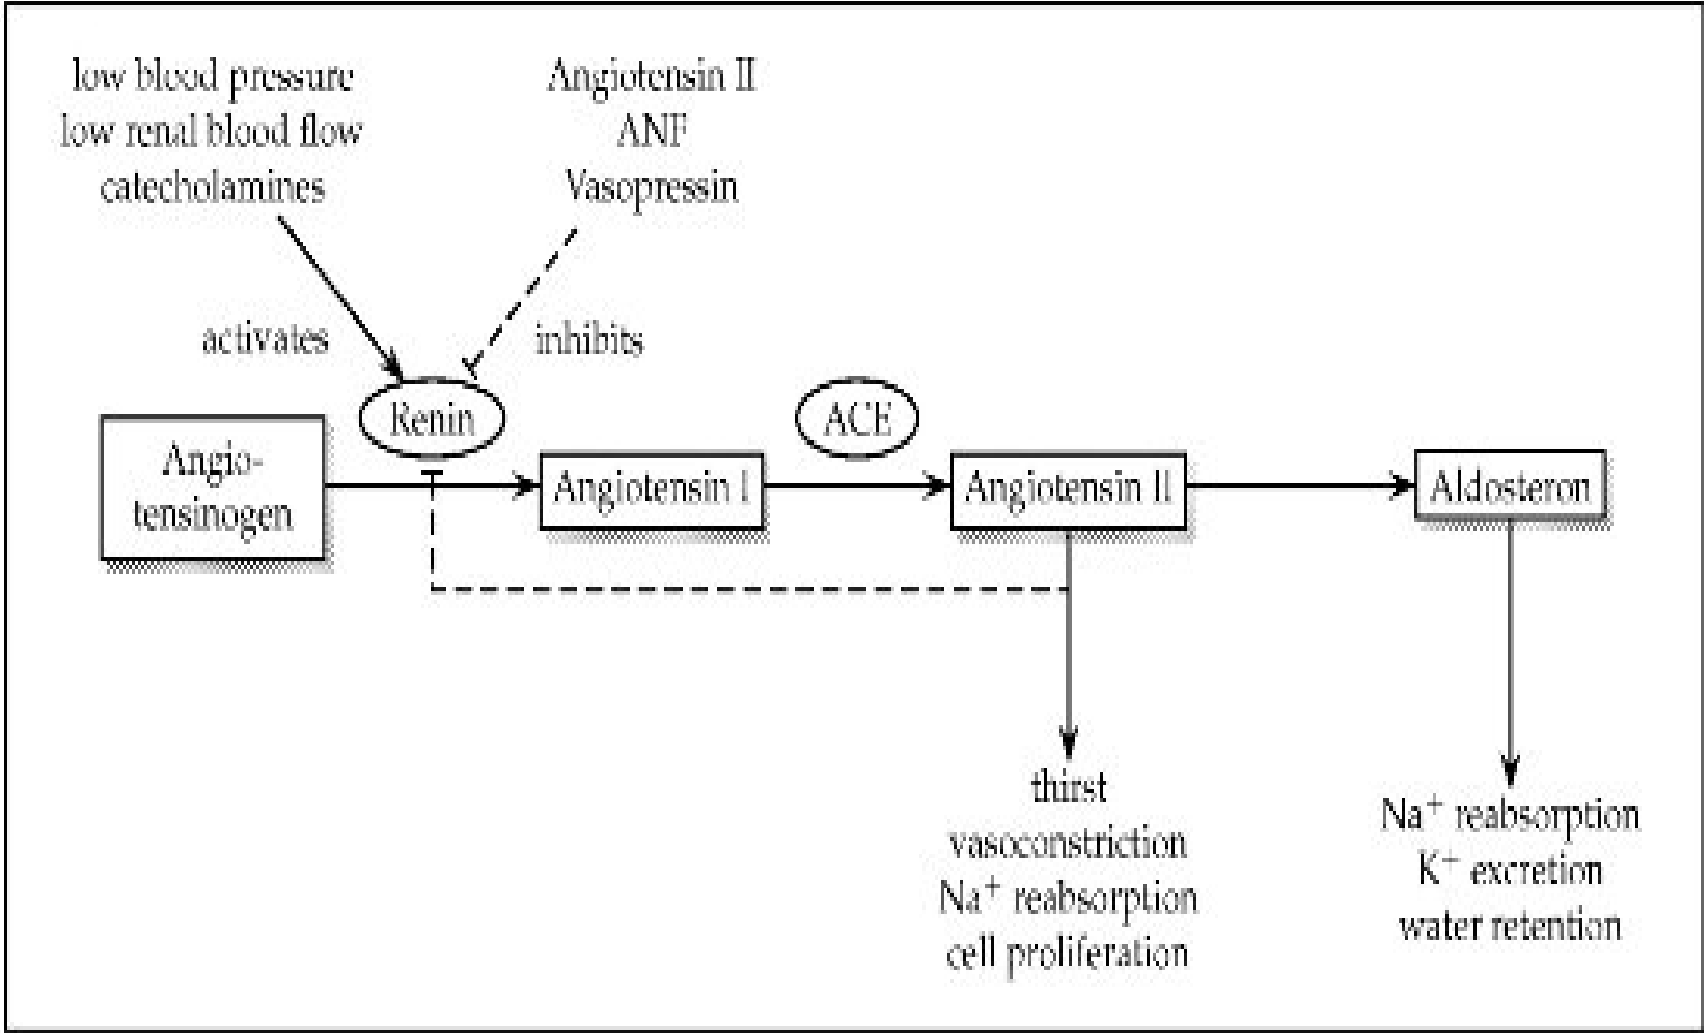 low blood pressure
low renal blood flow
catecholamines
Angiotensin II
ANF
Vasopressin
activates
inhibits
Renin
ACE
Angio-
tensinogen
Angiotensin I
Angiotensin II
Aldosteron
thirst
vasoconstriction
Na⁺ reabsorption
cell proliferation
Na⁺ reabsorption
K⁺ excretion
water retention